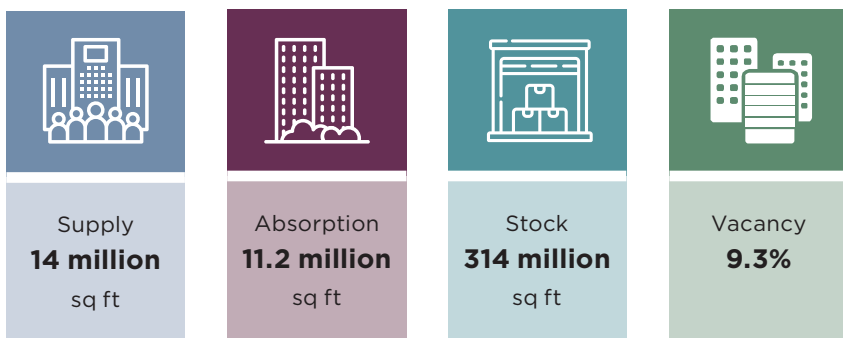 Supply
14 million
sq ft
Absorption
11.2 million
sq ft
Stock
314 million
sq ft
Vacancy
9.3%